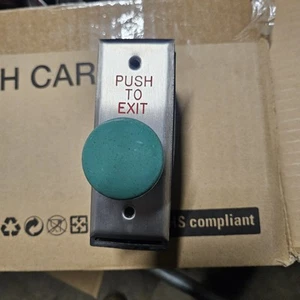 H CAR
PUSH
TO
EXIT
S compliant